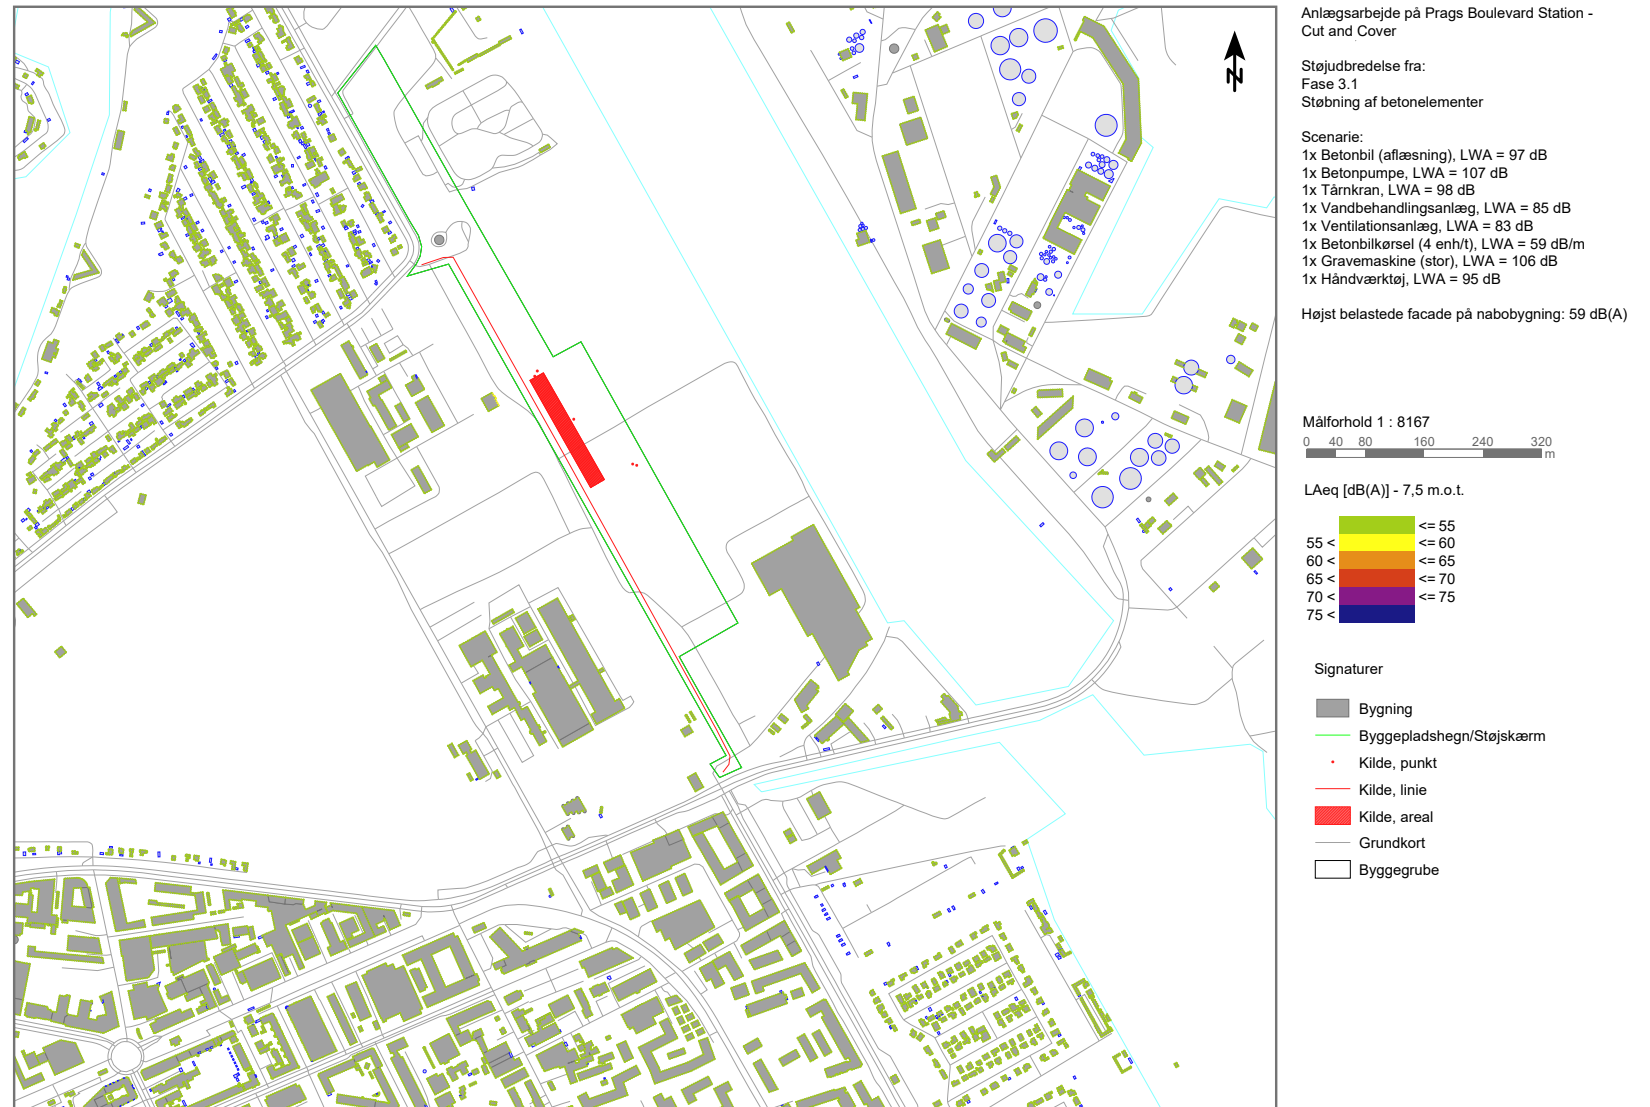 Anlægsarbejde på Prags Boulevard Station -
Cut and Cover
Støjudbredelse fra:
Fase 3.1
Støbning af betonelementer
Scenarie:
1x Betonbil (aflæsning), LWA = 97 dB
1x Betonpumpe, LWA = 107 dB
1x Tårnkran, LWA = 98 dB
1x Vandbehandlingsanlæg, LWA = 85 dB
1x Ventilationsanlæg, LWA = 83 dB
1x Betonbilkørsel (4 enh/t), LWA = 59 dB/m
1x Gravemaskine (stor), LWA = 106 dB
1x Håndværktøj, LWA = 95 dB
Højst belastede facade på nabobygning: 59 dB(A)
N
Målforhold 1 : 8167
0 40 80 160 240 320
m
LAeq [dB(A)] - 7,5 m.o.t.
<= 55
55 < <= 60
60 < <= 65
65 < <= 70
70 < <= 75
75 <
Signaturer
Bygning
Byggepladshegn/Støjskærm
Kilde, punkt
Kilde, linie
Kilde, areal
Grundkort
Byggegrube